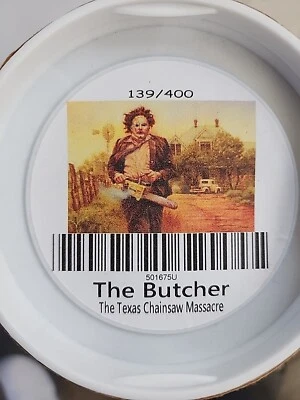 139/400
501675U
The Butcher
The Texas Chainsaw Massacre